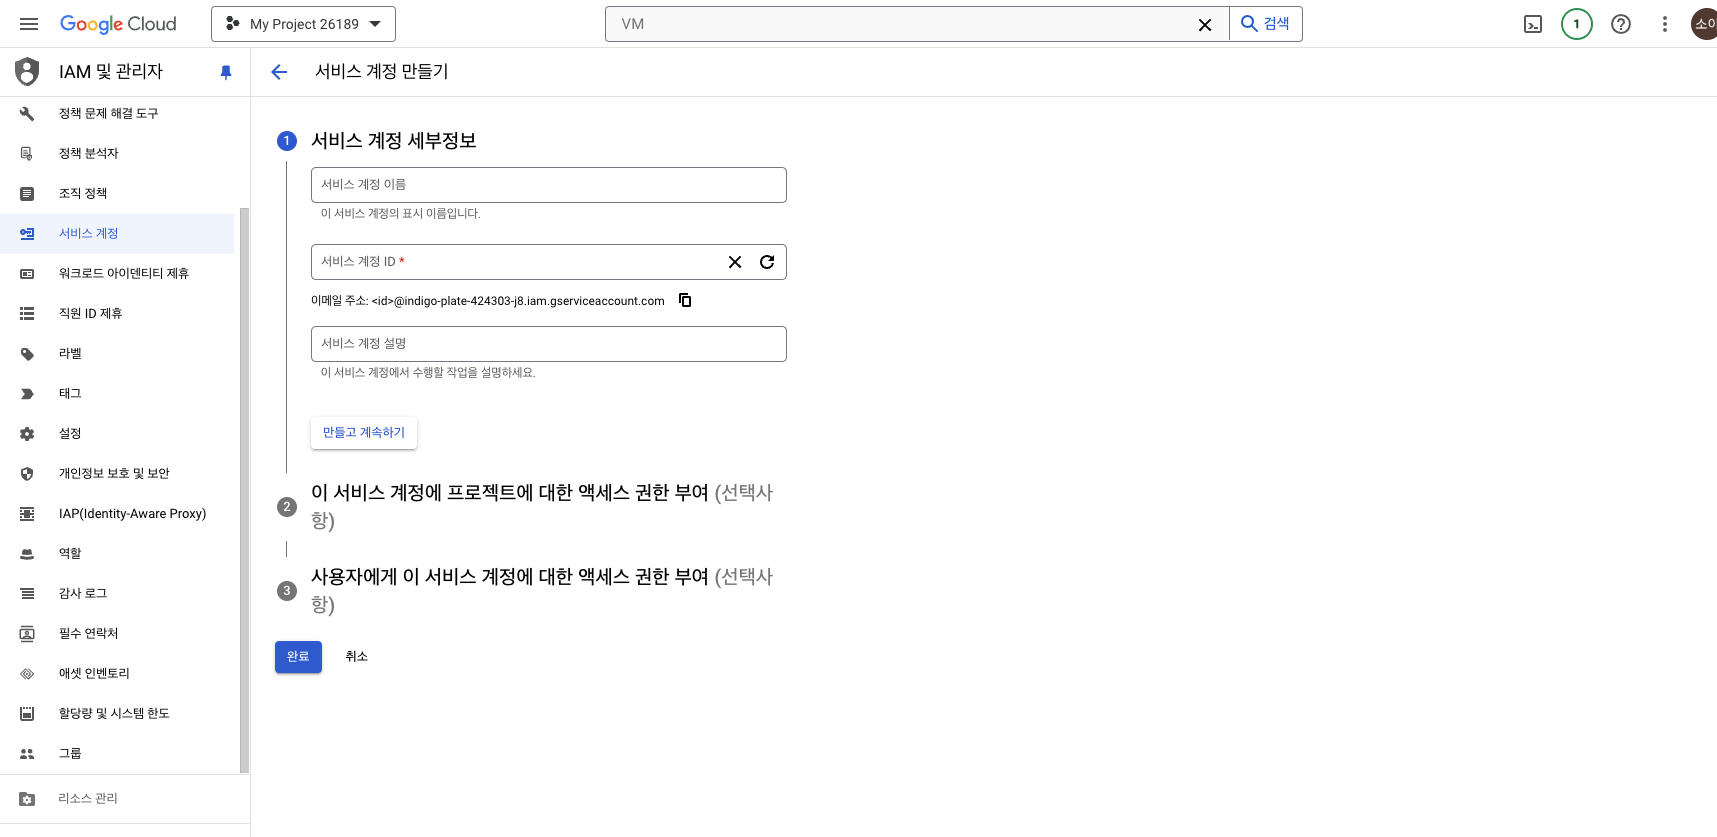 Google Cloud
My Project 26189
VM
검색
1
소이
IAM 및 관리자
서비스 계정 만들기
정책 문제 해결 도구
정책 분석자
조직 정책
서비스 계정
워크로드 아이덴티티 제휴
직원 ID 제휴
라벨
태그
설정
개인정보 보호 및 보안
IAP(Identity-Aware Proxy)
역할
감사 로그
필수 연락처
애셋 인벤토리
할당량 및 시스템 한도
그룹
리소스 관리
1
서비스 계정 세부정보
서비스 계정 이름
이 서비스 계정의 표시 이름입니다.
서비스 계정 ID *
이메일 주소: <id>@indigo-plate-424303-j8.iam.gserviceaccount.com
서비스 계정 설명
이 서비스 계정에서 수행할 작업을 설명하세요.
만들고 계속하기
2
이 서비스 계정에 프로젝트에 대한 액세스 권한 부여 (선택사
항)
3
사용자에게 이 서비스 계정에 대한 액세스 권한 부여 (선택사
항)
완료
취소